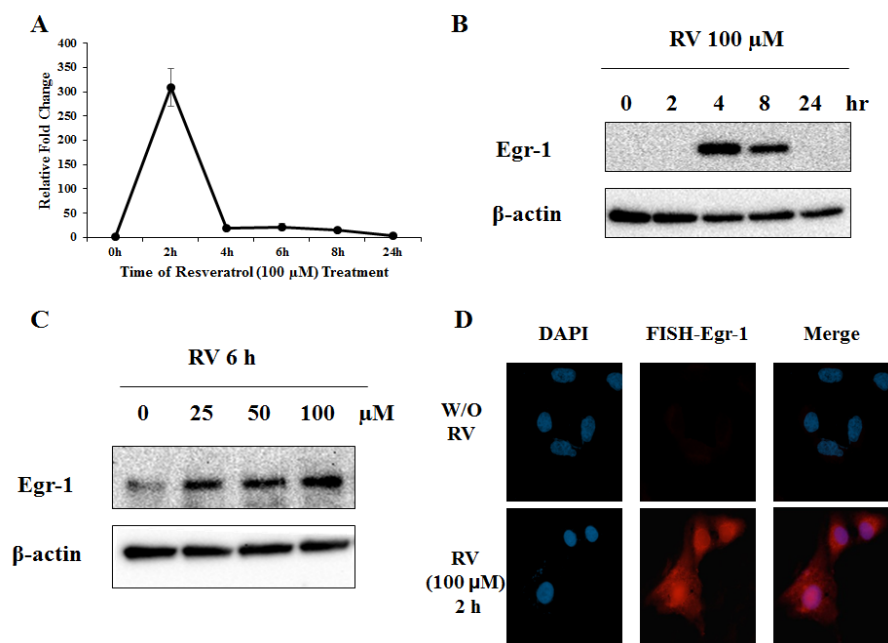 A
Relative Fold Change
400
350
300
250
200
150
100
50
0
0h 2h 4h 6h 8h 24h
Time of Resveratrol (100 µM) Treatment
B
RV 100 µM
0 2 4 8 24 hr
Egr-1
β-actin
C
RV 6 h
0 25 50 100 µM
Egr-1
β-actin
D
DAPI FISH-Egr-1 Merge
W/O
RV
RV
(100 µM)
2 h